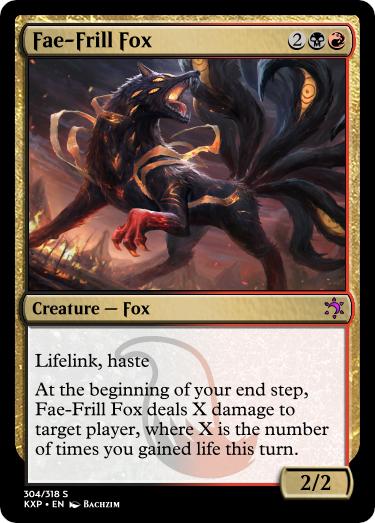 Fae-Frill Fox 2
Creature — Fox
Lifelink, haste
At the beginning of your end step,
Fae-Frill Fox deals X damage to
target player, where X is the number
of times you gained life this turn.
2/2
304/318 S
KXP • EN Bachzim